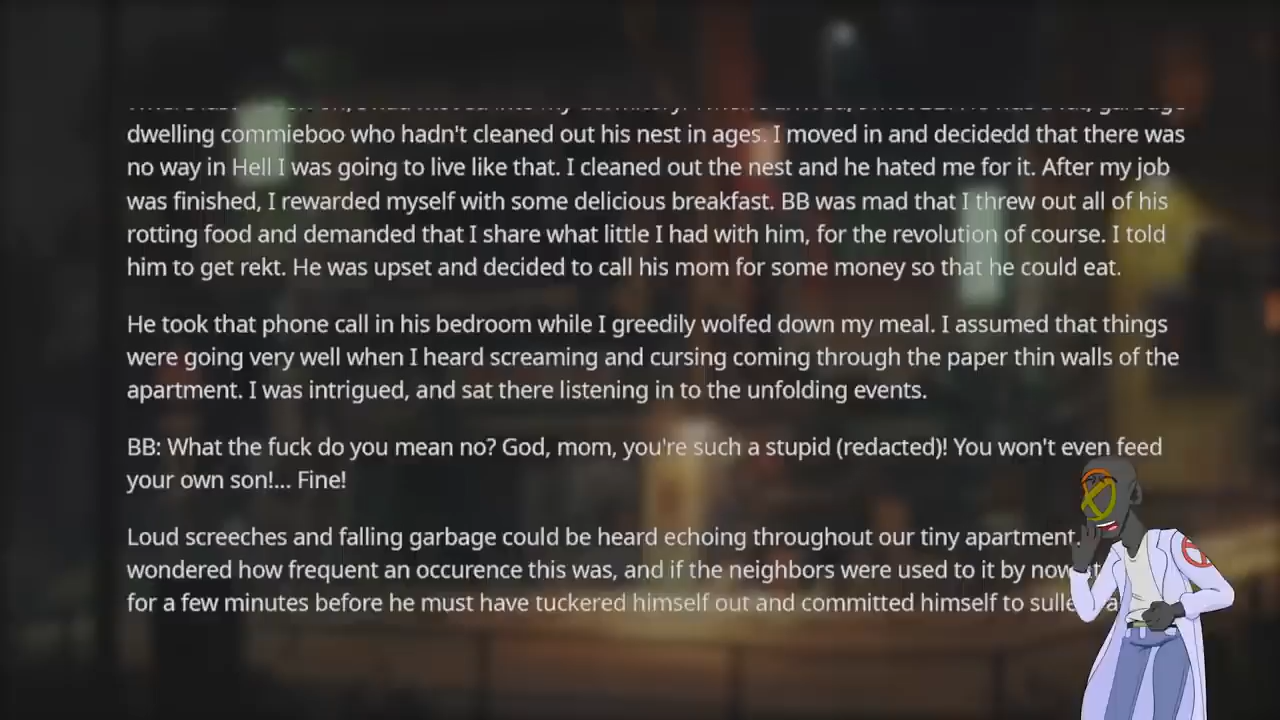 dwelling commieboo who hadn't cleaned out his nest in ages. I moved in and decidedd that there was
no way in Hell I was going to live like that. I cleaned out the nest and he hated me for it. After my job
was finished, I rewarded myself with some delicious breakfast. BB was mad that I threw out all of his
rotting food and demanded that I share what little I had with him, for the revolution of course. I told
him to get rekt. He was upset and decided to call his mom for some money so that he could eat.
He took that phone call in his bedroom while I greedily wolfed down my meal. I assumed that things
were going very well when I heard screaming and cursing coming through the paper thin walls of the
apartment. I was intrigued, and sat there listening in to the unfolding events.
BB: What the fuck do you mean no? God, mom, you're such a stupid (redacted)! You won't even feed
your own son!... Fine!
Loud screeches and falling garbage could be heard echoing throughout our tiny apartment.
wondered how frequent an occurence this was, and if the neighbors were used to it by now
for a few minutes before he must have tuckered himself out and committed himself to